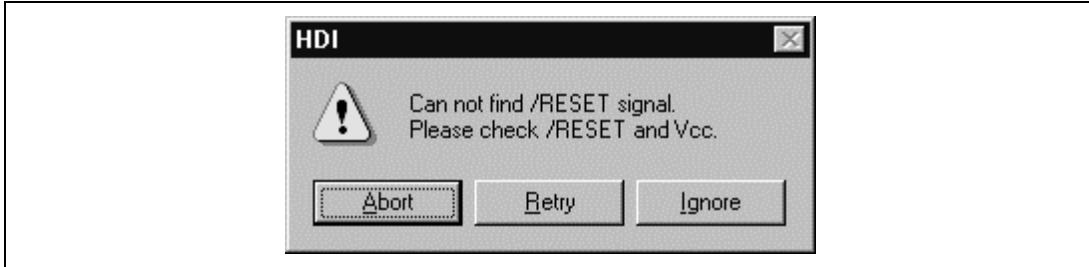 HDI
Can not find /RESET signal.
Please check /RESET and Vcc.
Abort
Retry
Ignore